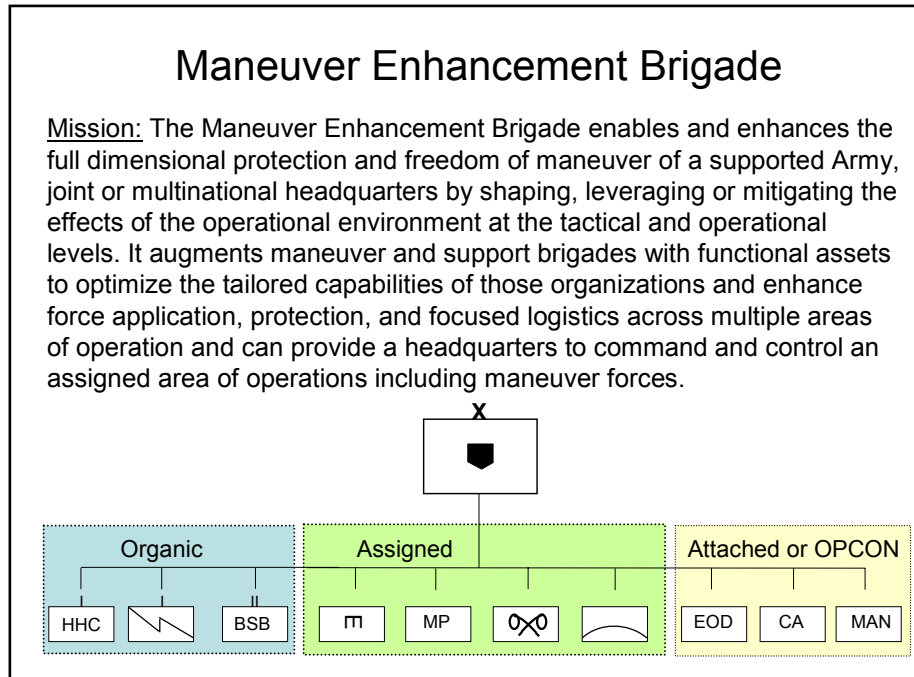 Maneuver Enhancement Brigade
Mission: The Maneuver Enhancement Brigade enables and enhances the
full dimensional protection and freedom of maneuver of a supported Army,
joint or multinational headquarters by shaping, leveraging or mitigating the
effects of the operational environment at the tactical and operational
levels. It augments maneuver and support brigades with functional assets
to optimize the tailored capabilities of those organizations and enhance
force application, protection, and focused logistics across multiple areas
of operation and can provide a headquarters to command and control an
assigned area of operations including maneuver forces.
X
Organic
Assigned
Attached or OPCON
I
I
II
HHC
BSB
MP
EOD
CA
MAN